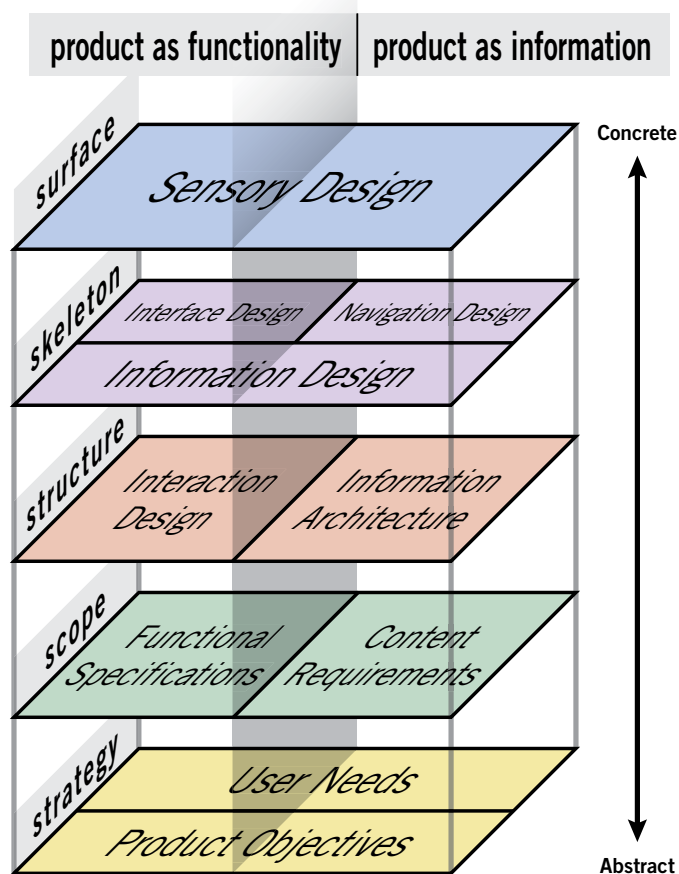 product as functionality
product as information
Concrete
surface
Sensory Design
skeleton
Interface Design
Navigation Design
Information Design
structure
Interaction
Design
Information
Architecture
scope
Functional
Specifications
Content
Requirements
strategy
User Needs
Product Objectives
Abstract